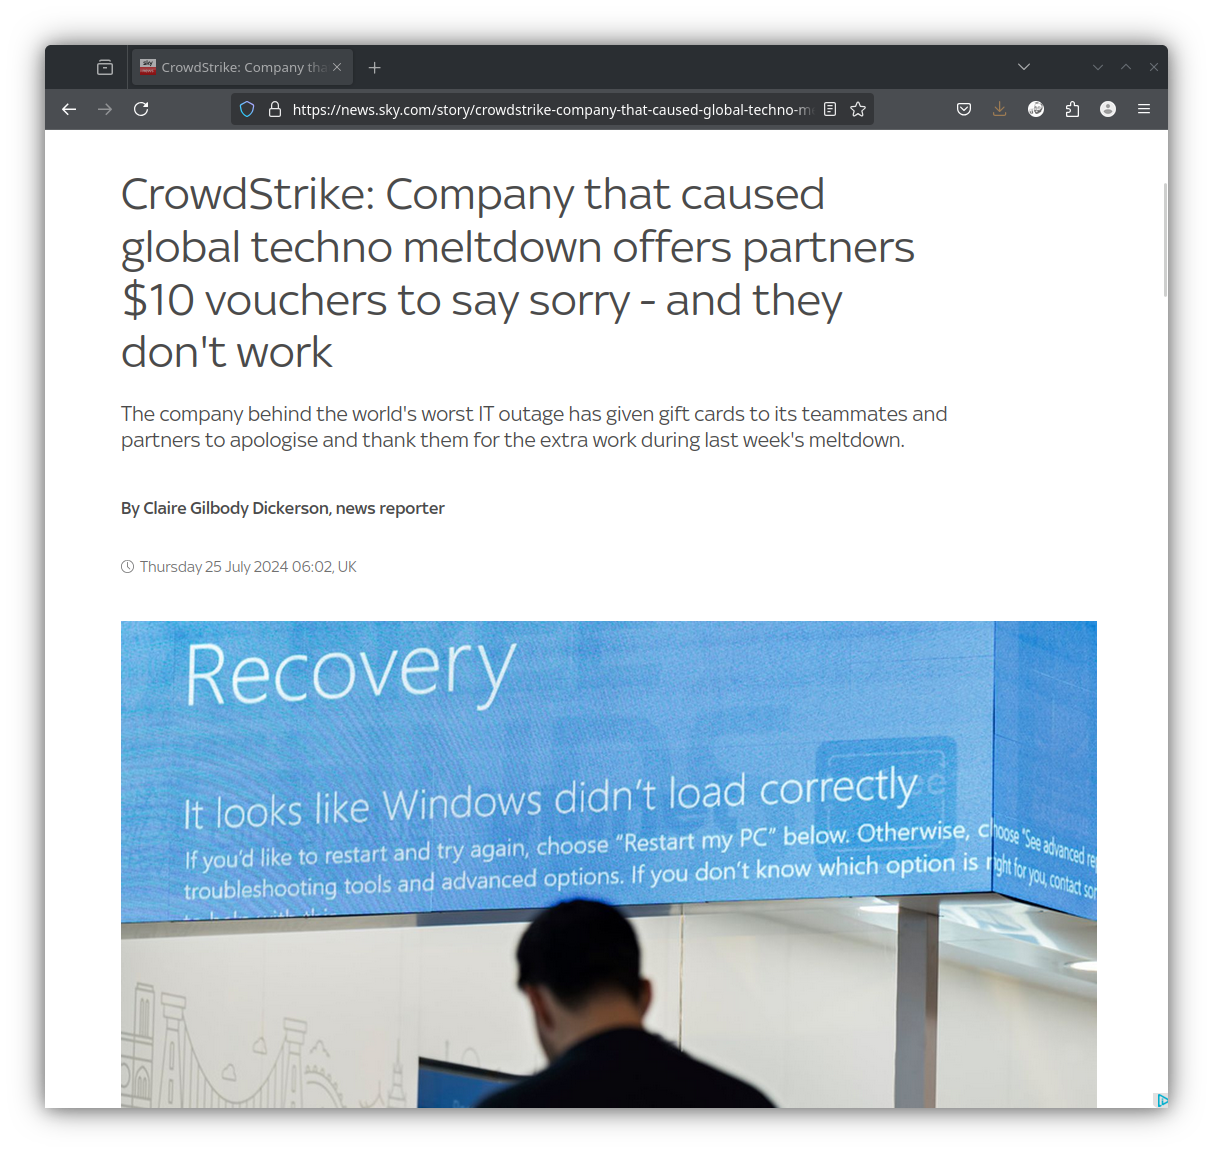 sky
CrowdStrike: Company tha
https://news.sky.com/story/crowdstrike-company-that-caused-global-techno-m
CrowdStrike: Company that caused
global techno meltdown offers partners
$10 vouchers to say sorry - and they
don't work
The company behind the world's worst IT outage has given gift cards to its teammates and
partners to apologise and thank them for the extra work during last week's meltdown.
By Claire Gilbody Dickerson, news reporter
Thursday 25 July 2024 06:02, UK
Recovery
It looks like Windows didn't load correctly
If you'd like to restart and try again, choose "Restart my PC" below. Otherwise, choose "See advanced
troubleshooting tools and advanced options. If you don't know which option is right for you, contact
to help with this